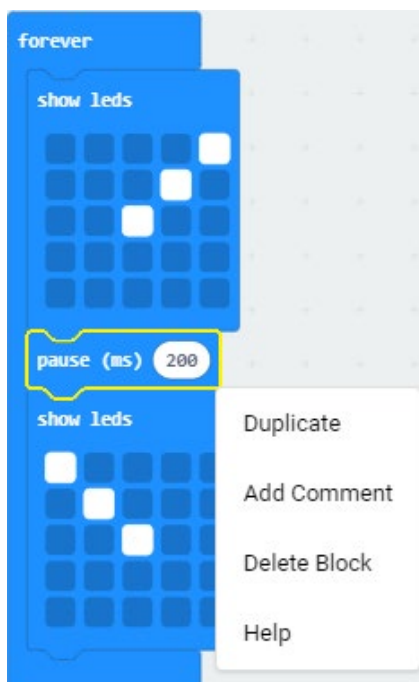 forever
show leds
pause (ms) 200
show leds
Duplicate
Add Comment
Delete Block
Help